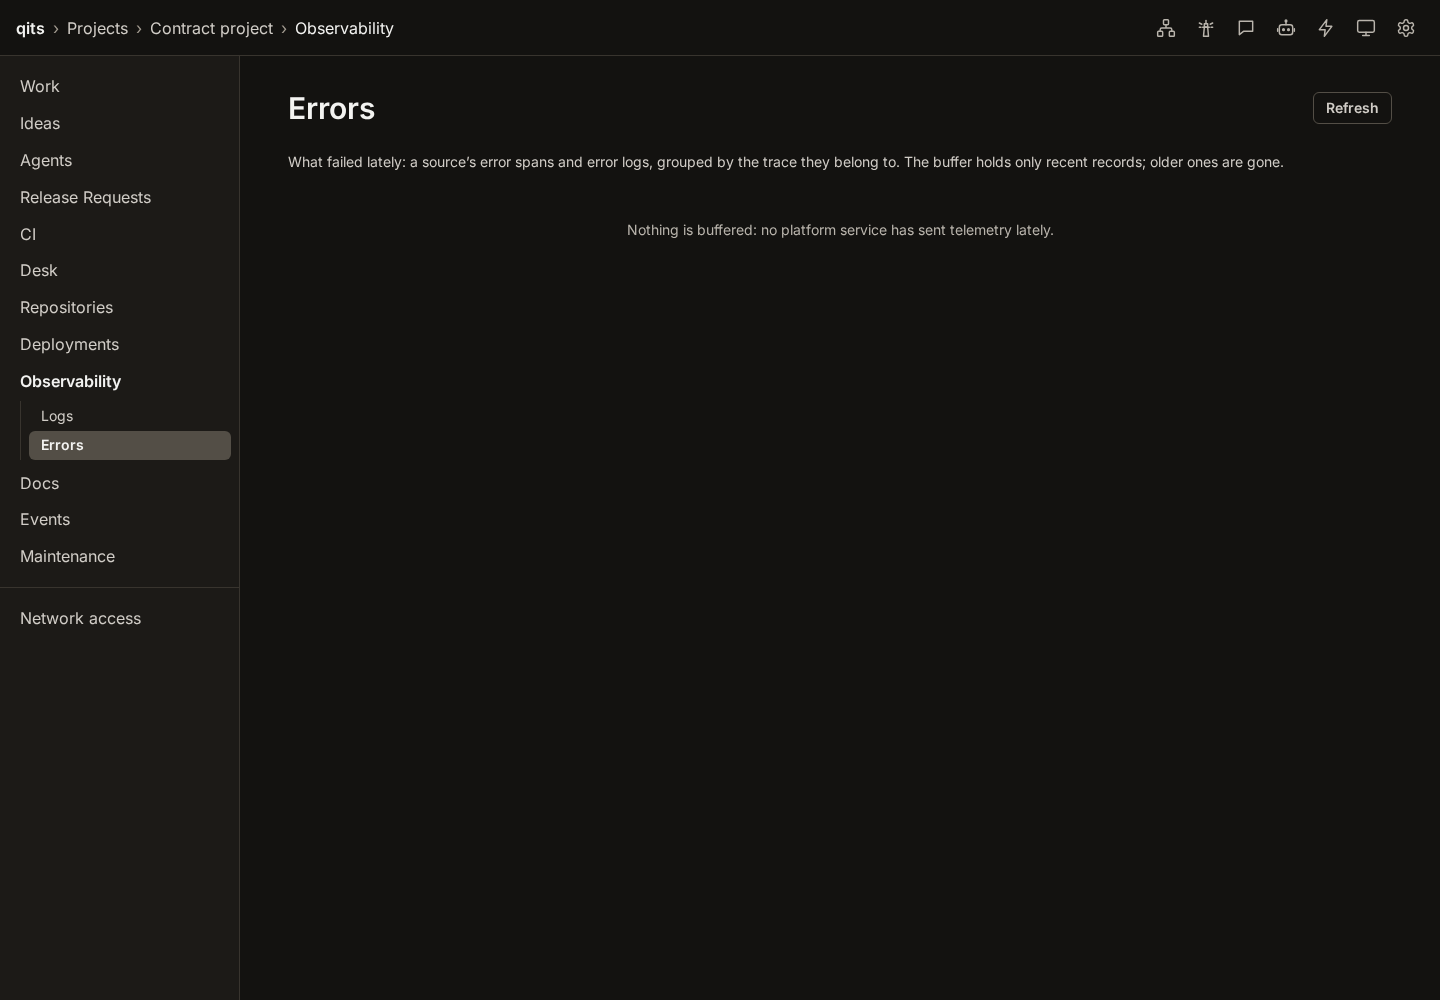 qits › Projects › Contract project › Observability
Work
Ideas
Agents
Release Requests
CI
Desk
Repositories
Deployments
Observability
Logs
Errors
Docs
Events
Maintenance
Network access
Errors
Refresh
What failed lately: a source’s error spans and error logs, grouped by the trace they belong to. The buffer holds only recent records; older ones are gone.
Nothing is buffered: no platform service has sent telemetry lately.